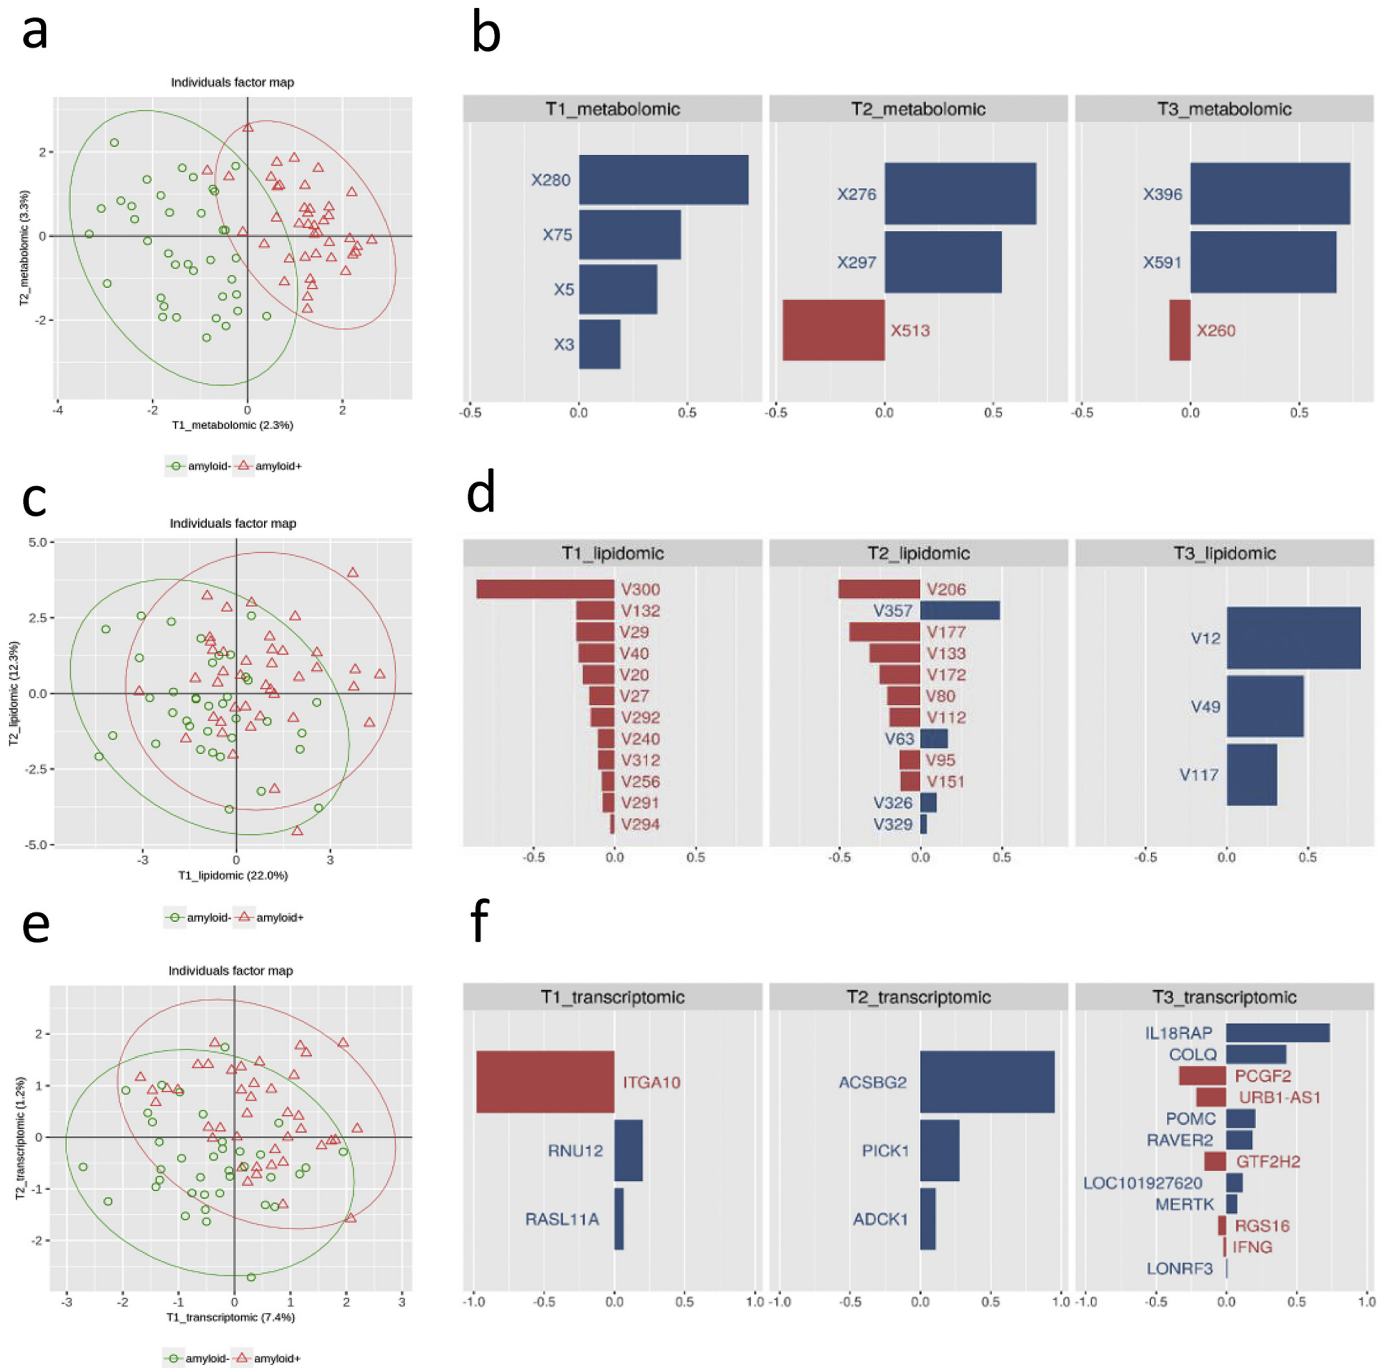 a
Individuals factor map
2
0
-2
T2_metabolomic (3.3%)
-4 -2 0 2
T1_metabolomic (2.3%)
amyloid- amyloid+
b
T1_metabolomic T2_metabolomic T3_metabolomic
X280
X75
X5
X3
X276
X297
X513
X396
X591
X260
-0.5 0.0 0.5 -0.5 0.0 0.5 -0.5 0.0 0.5
c
Individuals factor map
5.0
2.5
0.0
-2.5
-5.0
T2_lipidomic (12.3%)
-3 0 3
T1_lipidomic (22.0%)
amyloid- amyloid+
d
T1_lipidomic T2_lipidomic T3_lipidomic
V300
V132
V29
V40
V20
V27
V292
V240
V312
V256
V291
V294
V206
V357
V177
V133
V172
V80
V112
V63
V95
V151
V326
V329
V12
V49
V117
-0.5 0.0 0.5 -0.5 0.0 0.5 -0.5 0.0 0.5
e
Individuals factor map
2
1
0
-1
-2
T2_transcriptomic (1.2%)
-3 -2 -1 0 1 2 3
T1_transcriptomic (7.4%)
amyloid- amyloid+
f
T1_transcriptomic T2_transcriptomic T3_transcriptomic
ITGA10
RNU12
RASL11A
ACSBG2
PICK1
ADCK1
IL18RAP
COLQ
PCGF2
URB1-AS1
POMC
RAVER2
GTF2H2
LOC101927620
MERTK
RGS16
IFNG
LONRF3
-1.0 -0.5 0.0 0.5 1.0 -1.0 -0.5 0.0 0.5 1.0 -1.0 -0.5 0.0 0.5 1.0